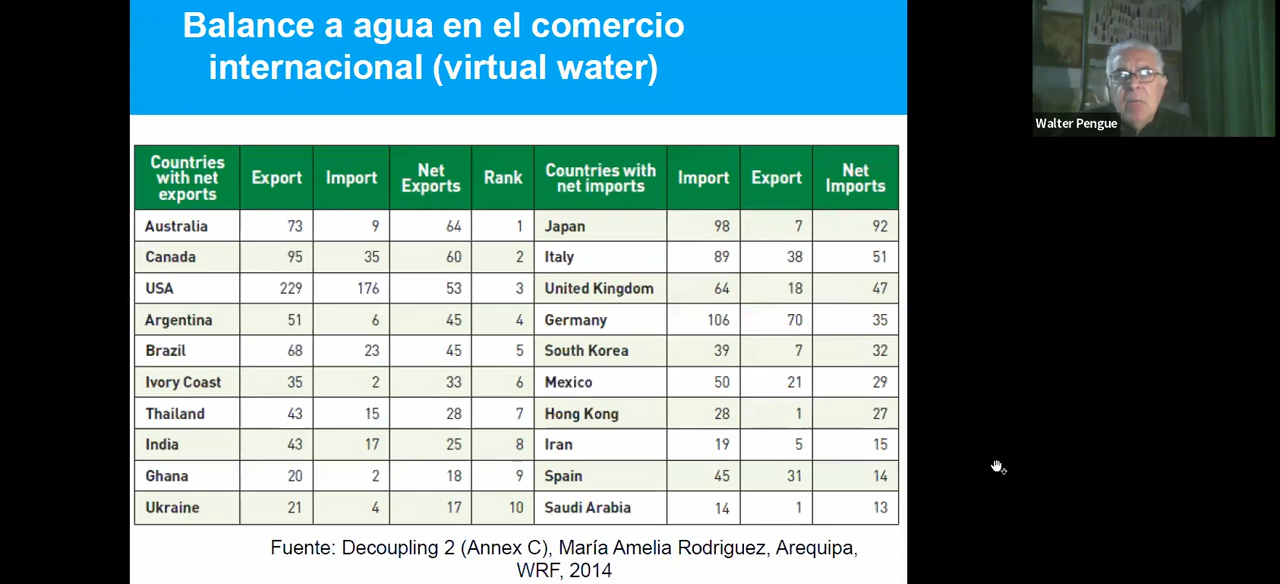 Balance a agua en el comercio
internacional (virtual water)
Walter Pengue
Countries with net exports Export Import Net Exports Rank Countries with net imports Import Export Net Imports
Australia 73 9 64 1 Japan 98 7 92
Canada 95 35 60 2 Italy 89 38 51
USA 229 176 53 3 United Kingdom 64 18 47
Argentina 51 6 45 4 Germany 106 70 35
Brazil 68 23 45 5 South Korea 39 7 32
Ivory Coast 35 2 33 6 Mexico 50 21 29
Thailand 43 15 28 7 Hong Kong 28 1 27
India 43 17 25 8 Iran 19 5 15
Ghana 20 2 18 9 Spain 45 31 14
Ukraine 21 4 17 10 Saudi Arabia 14 1 13
Fuente: Decoupling 2 (Annex C), María Amelia Rodriguez, Arequipa,
WRF, 2014